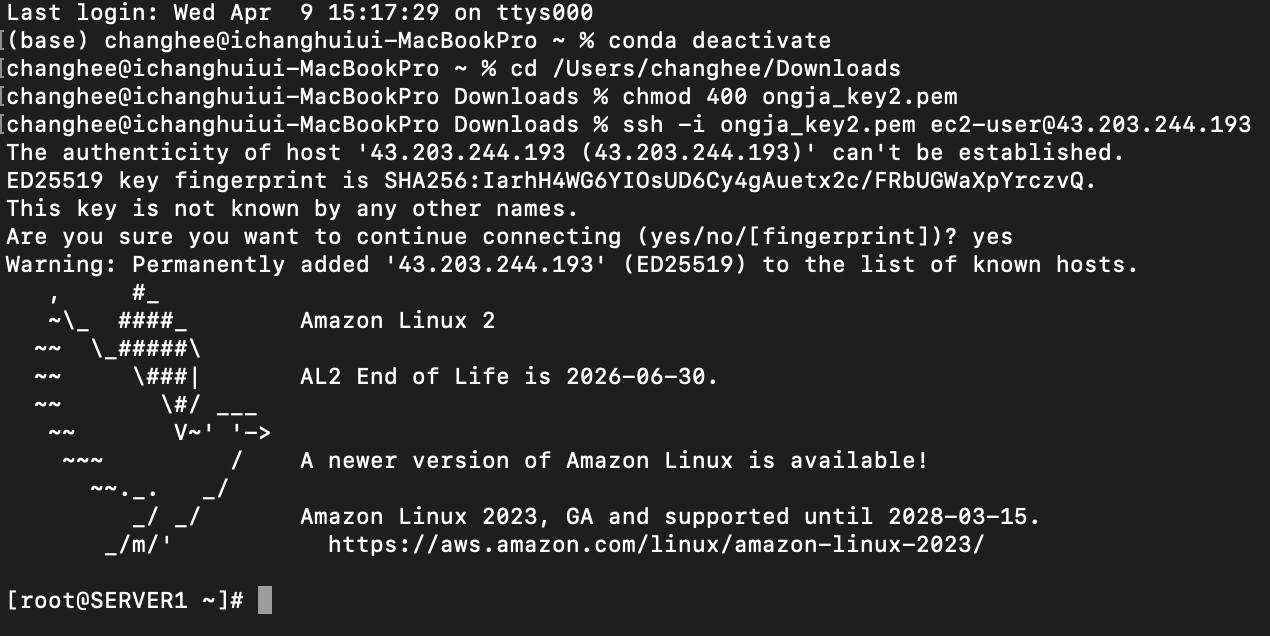 Last login: Wed Apr  9 15:17:29 on ttys000
[(base) changhee@ichanghuiui-MacBookPro ~ % conda deactivate
[changhee@ichanghuiui-MacBookPro ~ % cd /Users/changhee/Downloads
[changhee@ichanghuiui-MacBookPro Downloads % chmod 400 ongja_key2.pem
[changhee@ichanghuiui-MacBookPro Downloads % ssh -i ongja_key2.pem ec2-user@43.203.244.193
The authenticity of host '43.203.244.193 (43.203.244.193)' can't be established.
ED25519 key fingerprint is SHA256:IarhH4WG6YIOsUD6Cy4gAuetx2c/FRbUGWaXpYrczvQ.
This key is not known by any other names.
Are you sure you want to continue connecting (yes/no/[fingerprint])? yes
Warning: Permanently added '43.203.244.193' (ED25519) to the list of known hosts.
   ,     #_
   ~\_  ####_        Amazon Linux 2
  ~~  \_#####\
  ~~     \###|       AL2 End of Life is 2026-06-30.
  ~~       \#/ ___
   ~~       V~' '->
    ~~~         /    A newer version of Amazon Linux is available!
      ~~._.   _/
         _/ _/       Amazon Linux 2023, GA and supported until 2028-03-15.
       _/m/'           https://aws.amazon.com/linux/amazon-linux-2023/
[root@SERVER1 ~]#